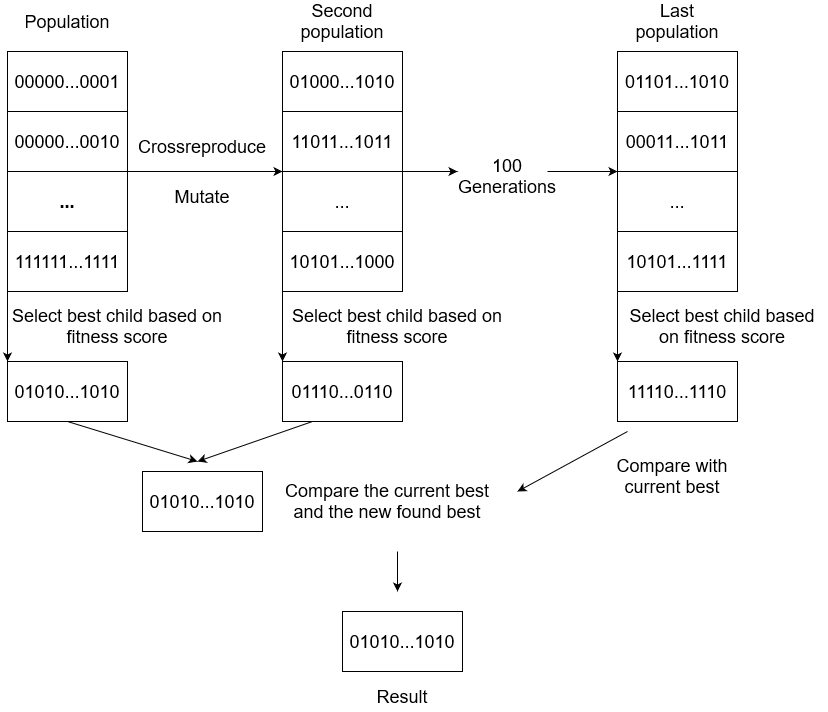 Population
Second
population
Last
population
00000...0001
01000...1010
01101...1010
00000...0010
11011...1011
00011...1011
Crossreproduce
Mutate
100
Generations
...
...
...
111111...1111
10101...1000
10101...1111
Select best child based on
fitness score
Select best child based on
fitness score
Select best child based
on fitness score
01010...1010
01110...0110
11110...1110
01010...1010
Compare the current best
and the new found best
Compare with
current best
01010...1010
Result